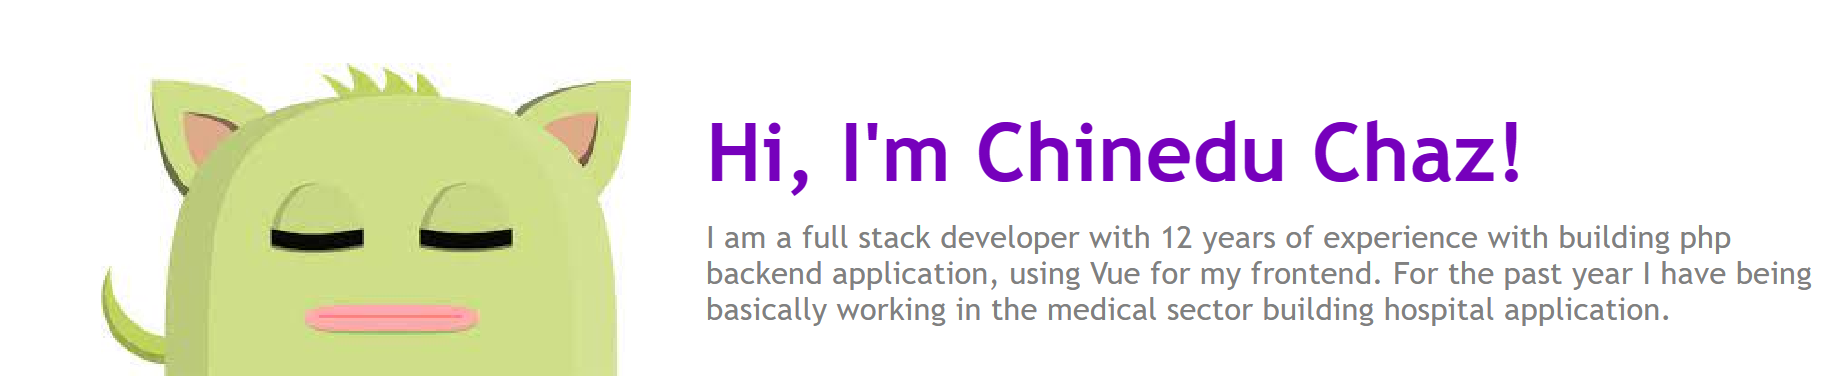 Hi, I'm Chinedu Chaz!
I am a full stack developer with 12 years of experience with building php
backend application, using Vue for my frontend. For the past year I have being
basically working in the medical sector building hospital application.